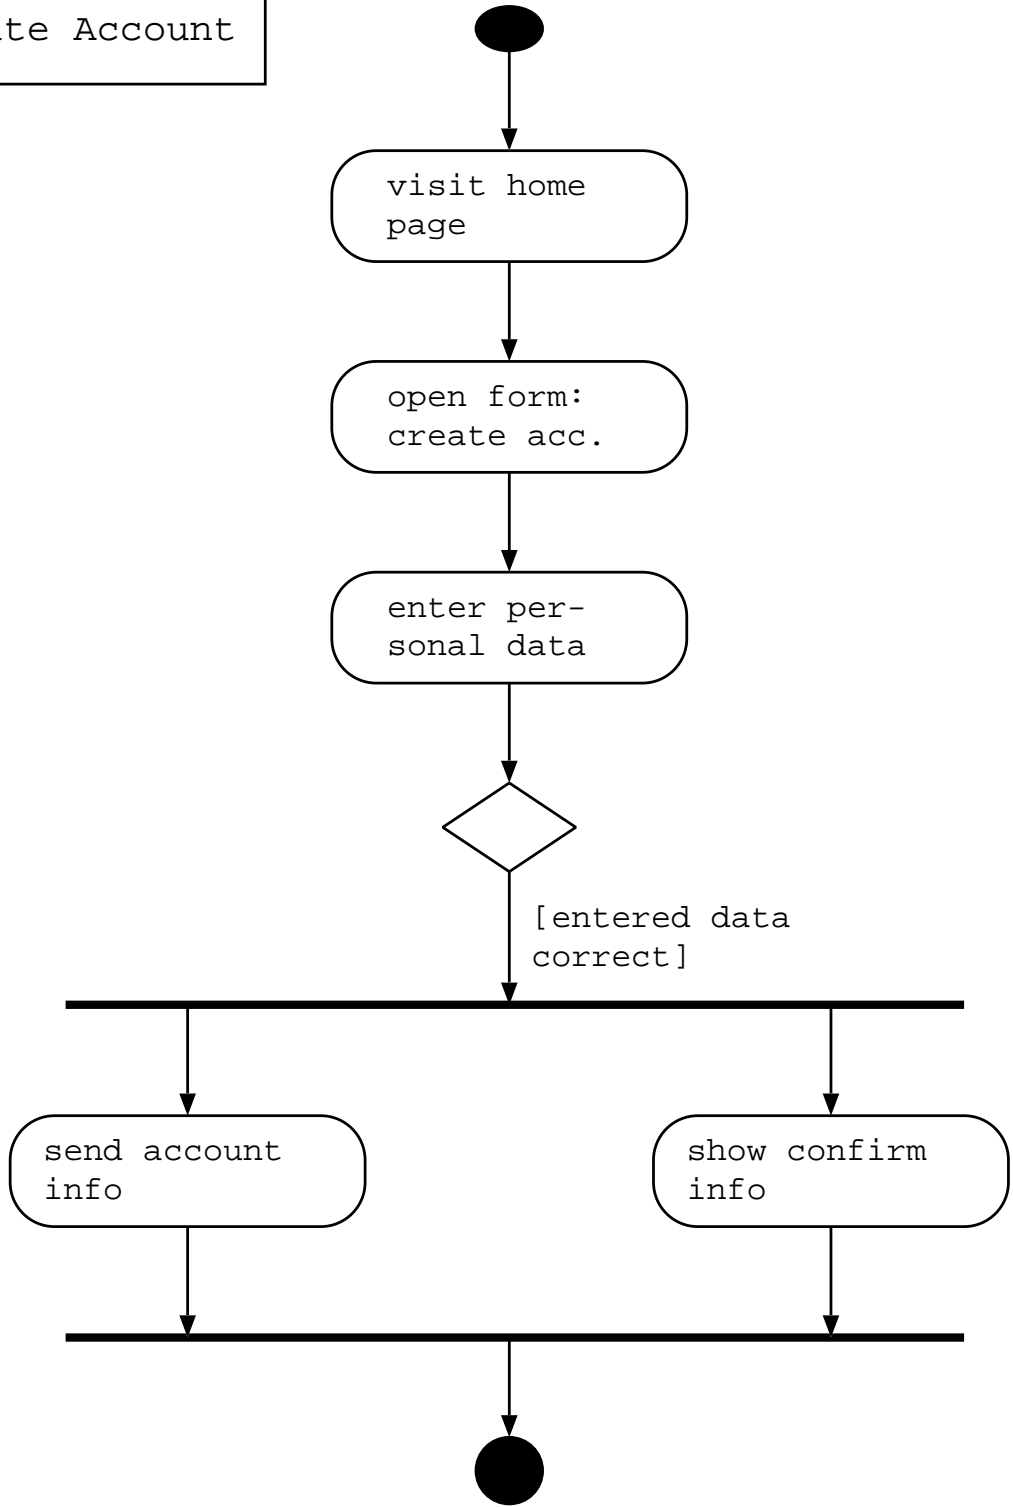 te Account
visit home
page
open form:
create acc.
enter per-
sonal data
[entered data
correct]
send account
info
show confirm
info